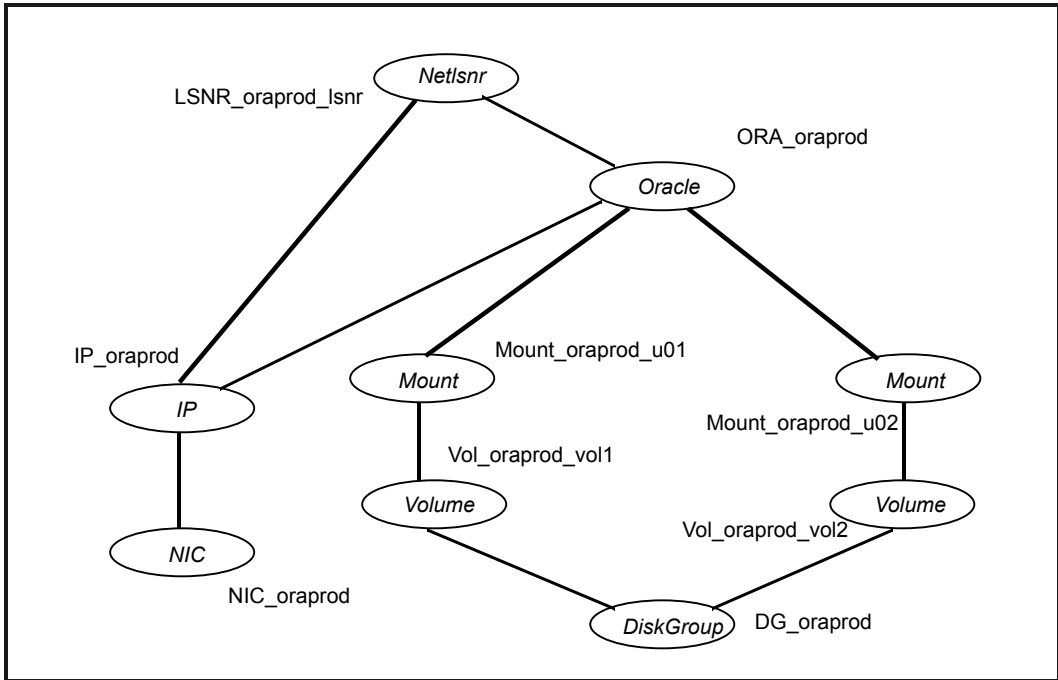 Netlsnr
LSNR_oraprod_lsnr
ORA_oraprod
Oracle
IP_oraprod
Mount_oraprod_u01
Mount
Mount
IP
Mount_oraprod_u02
Vol_oraprod_vol1
Volume
Volume
Vol_oraprod_vol2
NIC
NIC_oraprod
DiskGroup
DG_oraprod